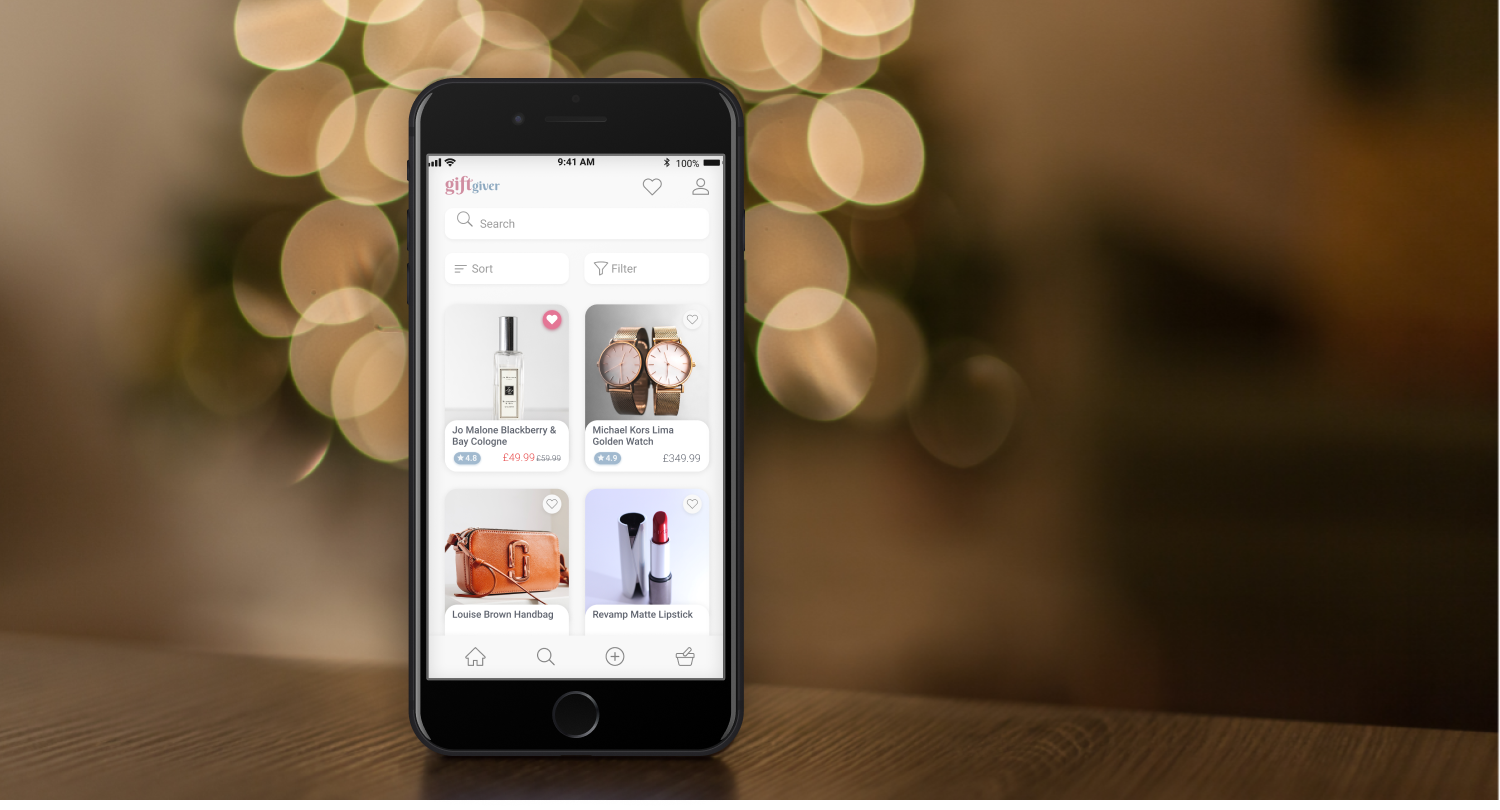 9:41 AM 100%
giftgiver
Search
Sort Filter
Jo Malone Blackberry &
Bay Cologne
★4.8 £49.99 £59.99
Michael Kors Lima
Golden Watch
★4.9 £349.99
Louise Brown Handbag
Revamp Matte Lipstick